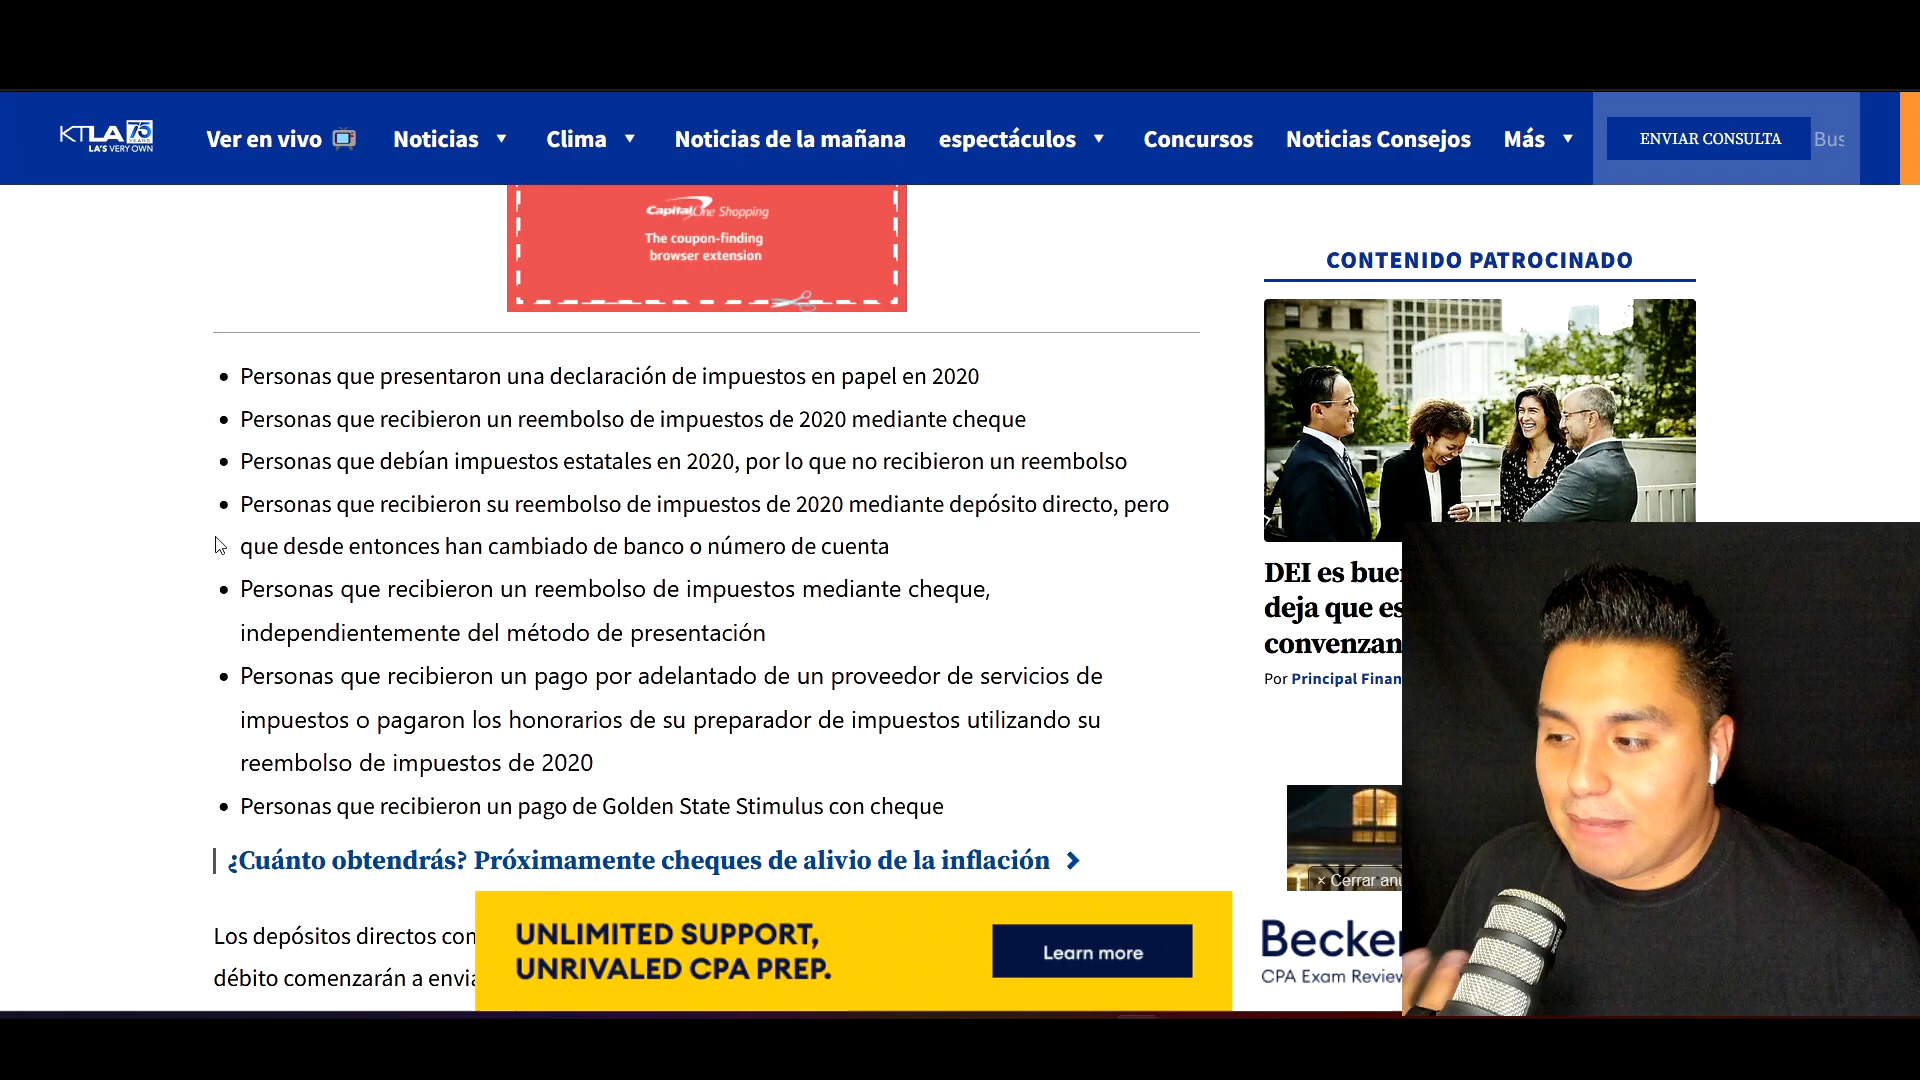 KTLA 75 YEARS
LA'S VERY OWN
Ver en vivo
Noticias
Clima
Noticias de la mañana
espectáculos
Concursos
Noticias Consejos
Más
ENVIAR CONSULTA
Bus
Capital One Shopping
The coupon-finding
browser extension
CONTENIDO PATROCINADO
• Personas que presentaron una declaración de impuestos en papel en 2020
• Personas que recibieron un reembolso de impuestos de 2020 mediante cheque
• Personas que debían impuestos estatales en 2020, por lo que no recibieron un reembolso
• Personas que recibieron su reembolso de impuestos de 2020 mediante depósito directo, pero
que desde entonces han cambiado de banco o número de cuenta
• Personas que recibieron un reembolso de impuestos mediante cheque,
independientemente del método de presentación
• Personas que recibieron un pago por adelantado de un proveedor de servicios de
impuestos o pagaron los honorarios de su preparador de impuestos utilizando su
reembolso de impuestos de 2020
• Personas que recibieron un pago de Golden State Stimulus con cheque
¿Cuánto obtendrás? Próximamente cheques de alivio de la inflación
Los depósitos directos com
débito comenzarán a envia
DEI es bue
deja que es
convenzan
Por Principal Finan
× Cerrar anu
UNLIMITED SUPPORT,
UNRIVALED CPA PREP.
Learn more
Becker
CPA Exam Review